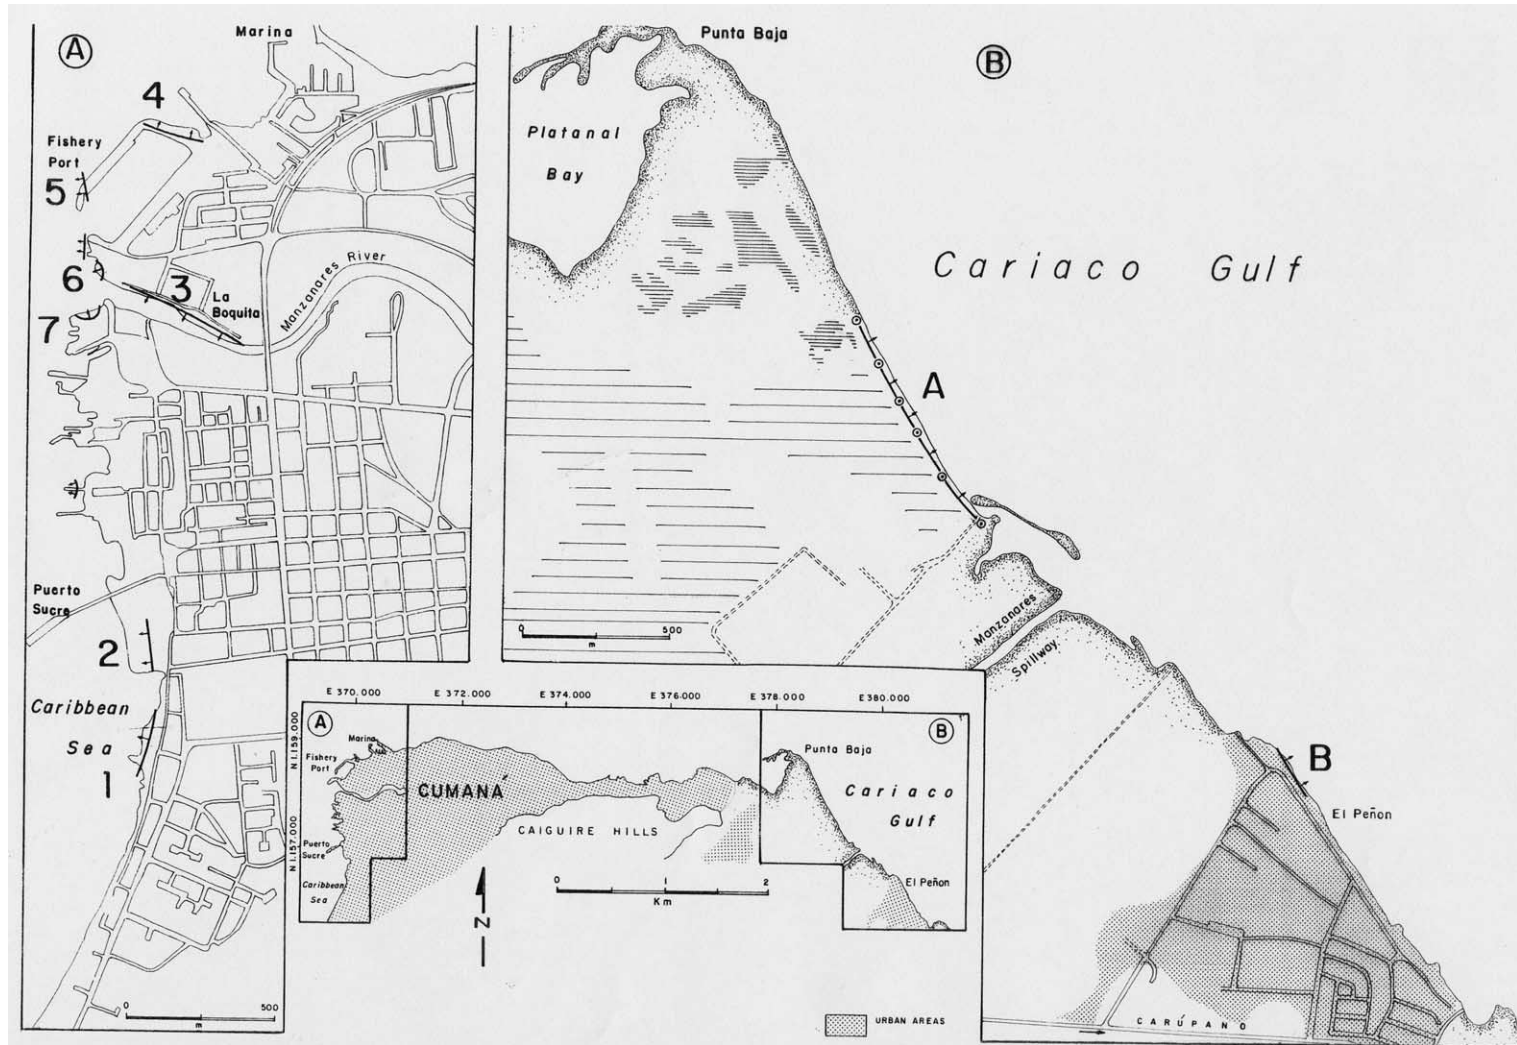 A
Marina
4
Fishery
Port
5
6
3
La
Boquita
Manzanares River
7
Puerto
Sucre
2
Caribbean
Sea
1
0 500
m
B
Punta Baja
Platanal
Bay
Cariaco Gulf
A
0 500
m
Manzanares
Spillway
B
El Peñon
CARÚPANO
E 370.000 E 372.000 E 374.000 E 376.000 E 378.000 E 380.000
N 1.159.000
N 1.157.000
A
Marina
Fishery
Port
CUMANÁ
CAIGUIRE HILLS
Puerto
Sucre
Caribbean
Sea
N
0 1 2
Km
B
Punta Baja
Cariaco
Gulf
El Peñon
URBAN AREAS